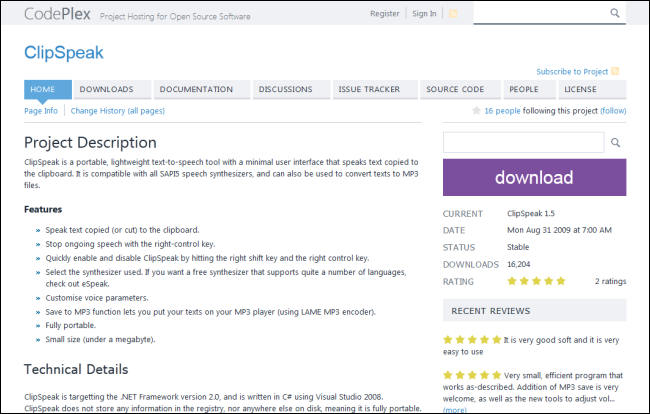 CodePlex Project Hosting for Open Source Software
Register Sign In
ClipSpeak
Subscribe to Project
HOME DOWNLOADS DOCUMENTATION DISCUSSIONS ISSUE TRACKER SOURCE CODE PEOPLE LICENSE
Page Info Change History (all pages)
16 people following this project (follow)
Project Description
ClipSpeak is a portable, lightweight text-to-speech tool with a minimal user interface that speaks text copied to
the clipboard. It is compatible with all SAPI5 speech synthesizers, and can also be used to convert texts to MP3
files.
Features
» Speak text copied (or cut) to the clipboard.
» Stop ongoing speech with the right-control key.
» Quickly enable and disable ClipSpeak by hitting the right shift key and the right control key.
» Select the synthesizer used. If you want a free synthesizer that supports quite a number of languages,
check out eSpeak.
» Customise voice parameters.
» Save to MP3 function lets you put your texts on your MP3 player (using LAME MP3 encoder).
» Fully portable.
» Small size (under a megabyte).
Technical Details
ClipSpeak is targetting the .NET Framework version 2.0, and is written in C# using Visual Studio 2008.
ClipSpeak does not store any information in the registry, nor anywhere else on disk, meaning it is fully portable.
download
CURRENT ClipSpeak 1.5
DATE Mon Aug 31 2009 at 7:00 AM
STATUS Stable
DOWNLOADS 16,204
RATING 2 ratings
RECENT REVIEWS
It is very good soft and it is very
easy to use
Very small, efficient program that
works as-described. Addition of MP3 save is very
welcome, as well as the new tools to adjust vol...
(more)